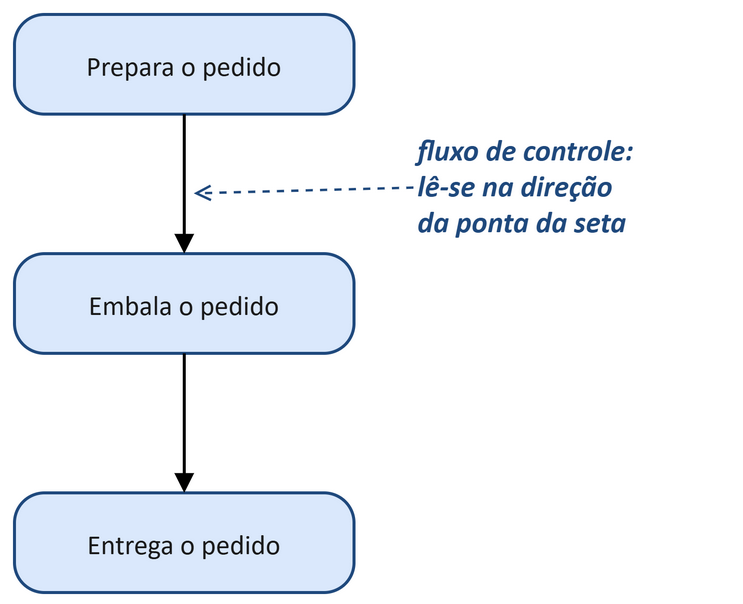 Prepara o pedido
fluxo de controle:
lê-se na direção
da ponta da seta
Embala o pedido
Entrega o pedido